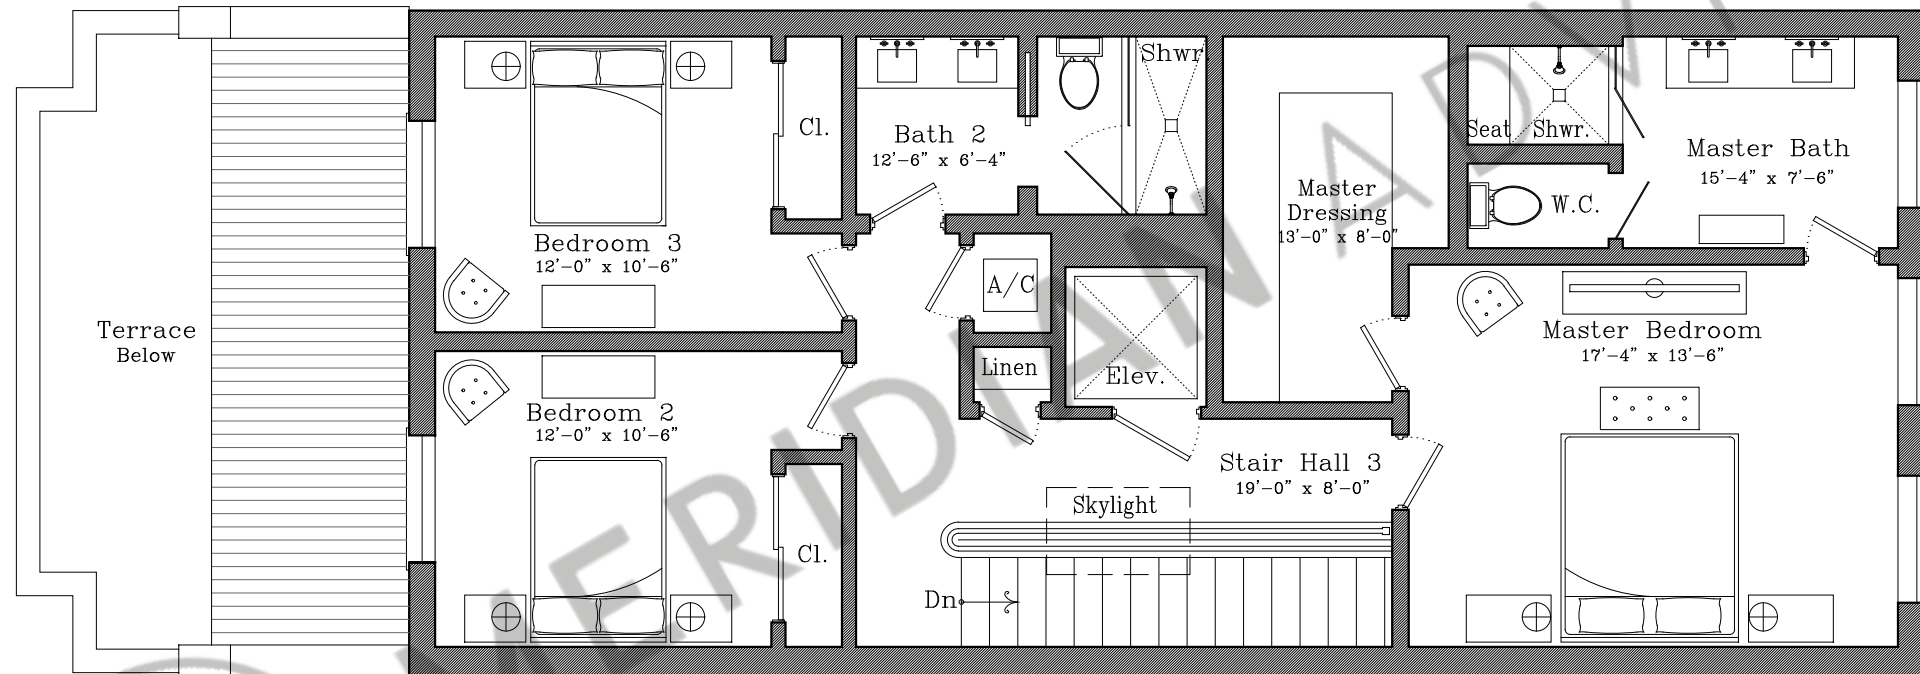 Terrace
Below
Bedroom 3
12'-0" x 10'-6"
Cl.
Bedroom 2
12'-0" x 10'-6"
Cl.
Bath 2
12'-6" x 6'-4"
Shwr.
A/C
Linen
Elev.
Master
Dressing
13'-0" x 8'-0"
Seat
Shwr.
W.C.
Master Bath
15'-4" x 7'-6"
Master Bedroom
17'-4" x 13'-6"
Stair Hall 3
19'-0" x 8'-0"
Skylight
Dn
MERIDIAN ADV